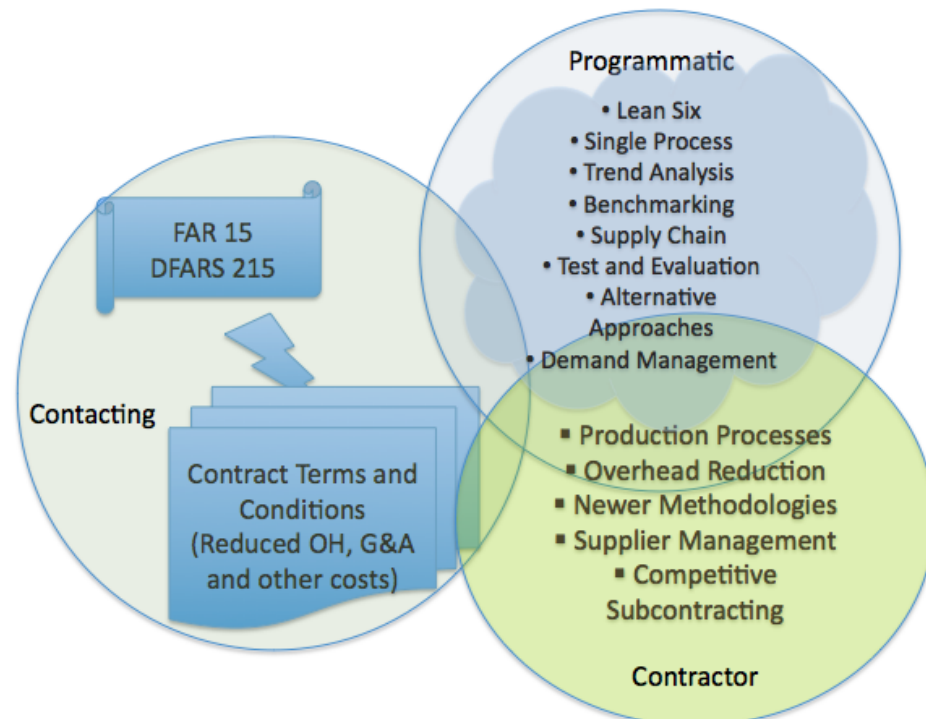 Programmatic
• Lean Six
• Single Process
• Trend Analysis
• Benchmarking
• Supply Chain
• Test and Evaluation
• Alternative
Approaches
• Demand Management
FAR 15
DFARS 215
Contacting
Contract Terms and
Conditions
(Reduced OH, G&A
and other costs)
▪ Production Processes
▪ Overhead Reduction
▪ Newer Methodologies
▪ Supplier Management
▪ Competitive
Subcontracting
Contractor